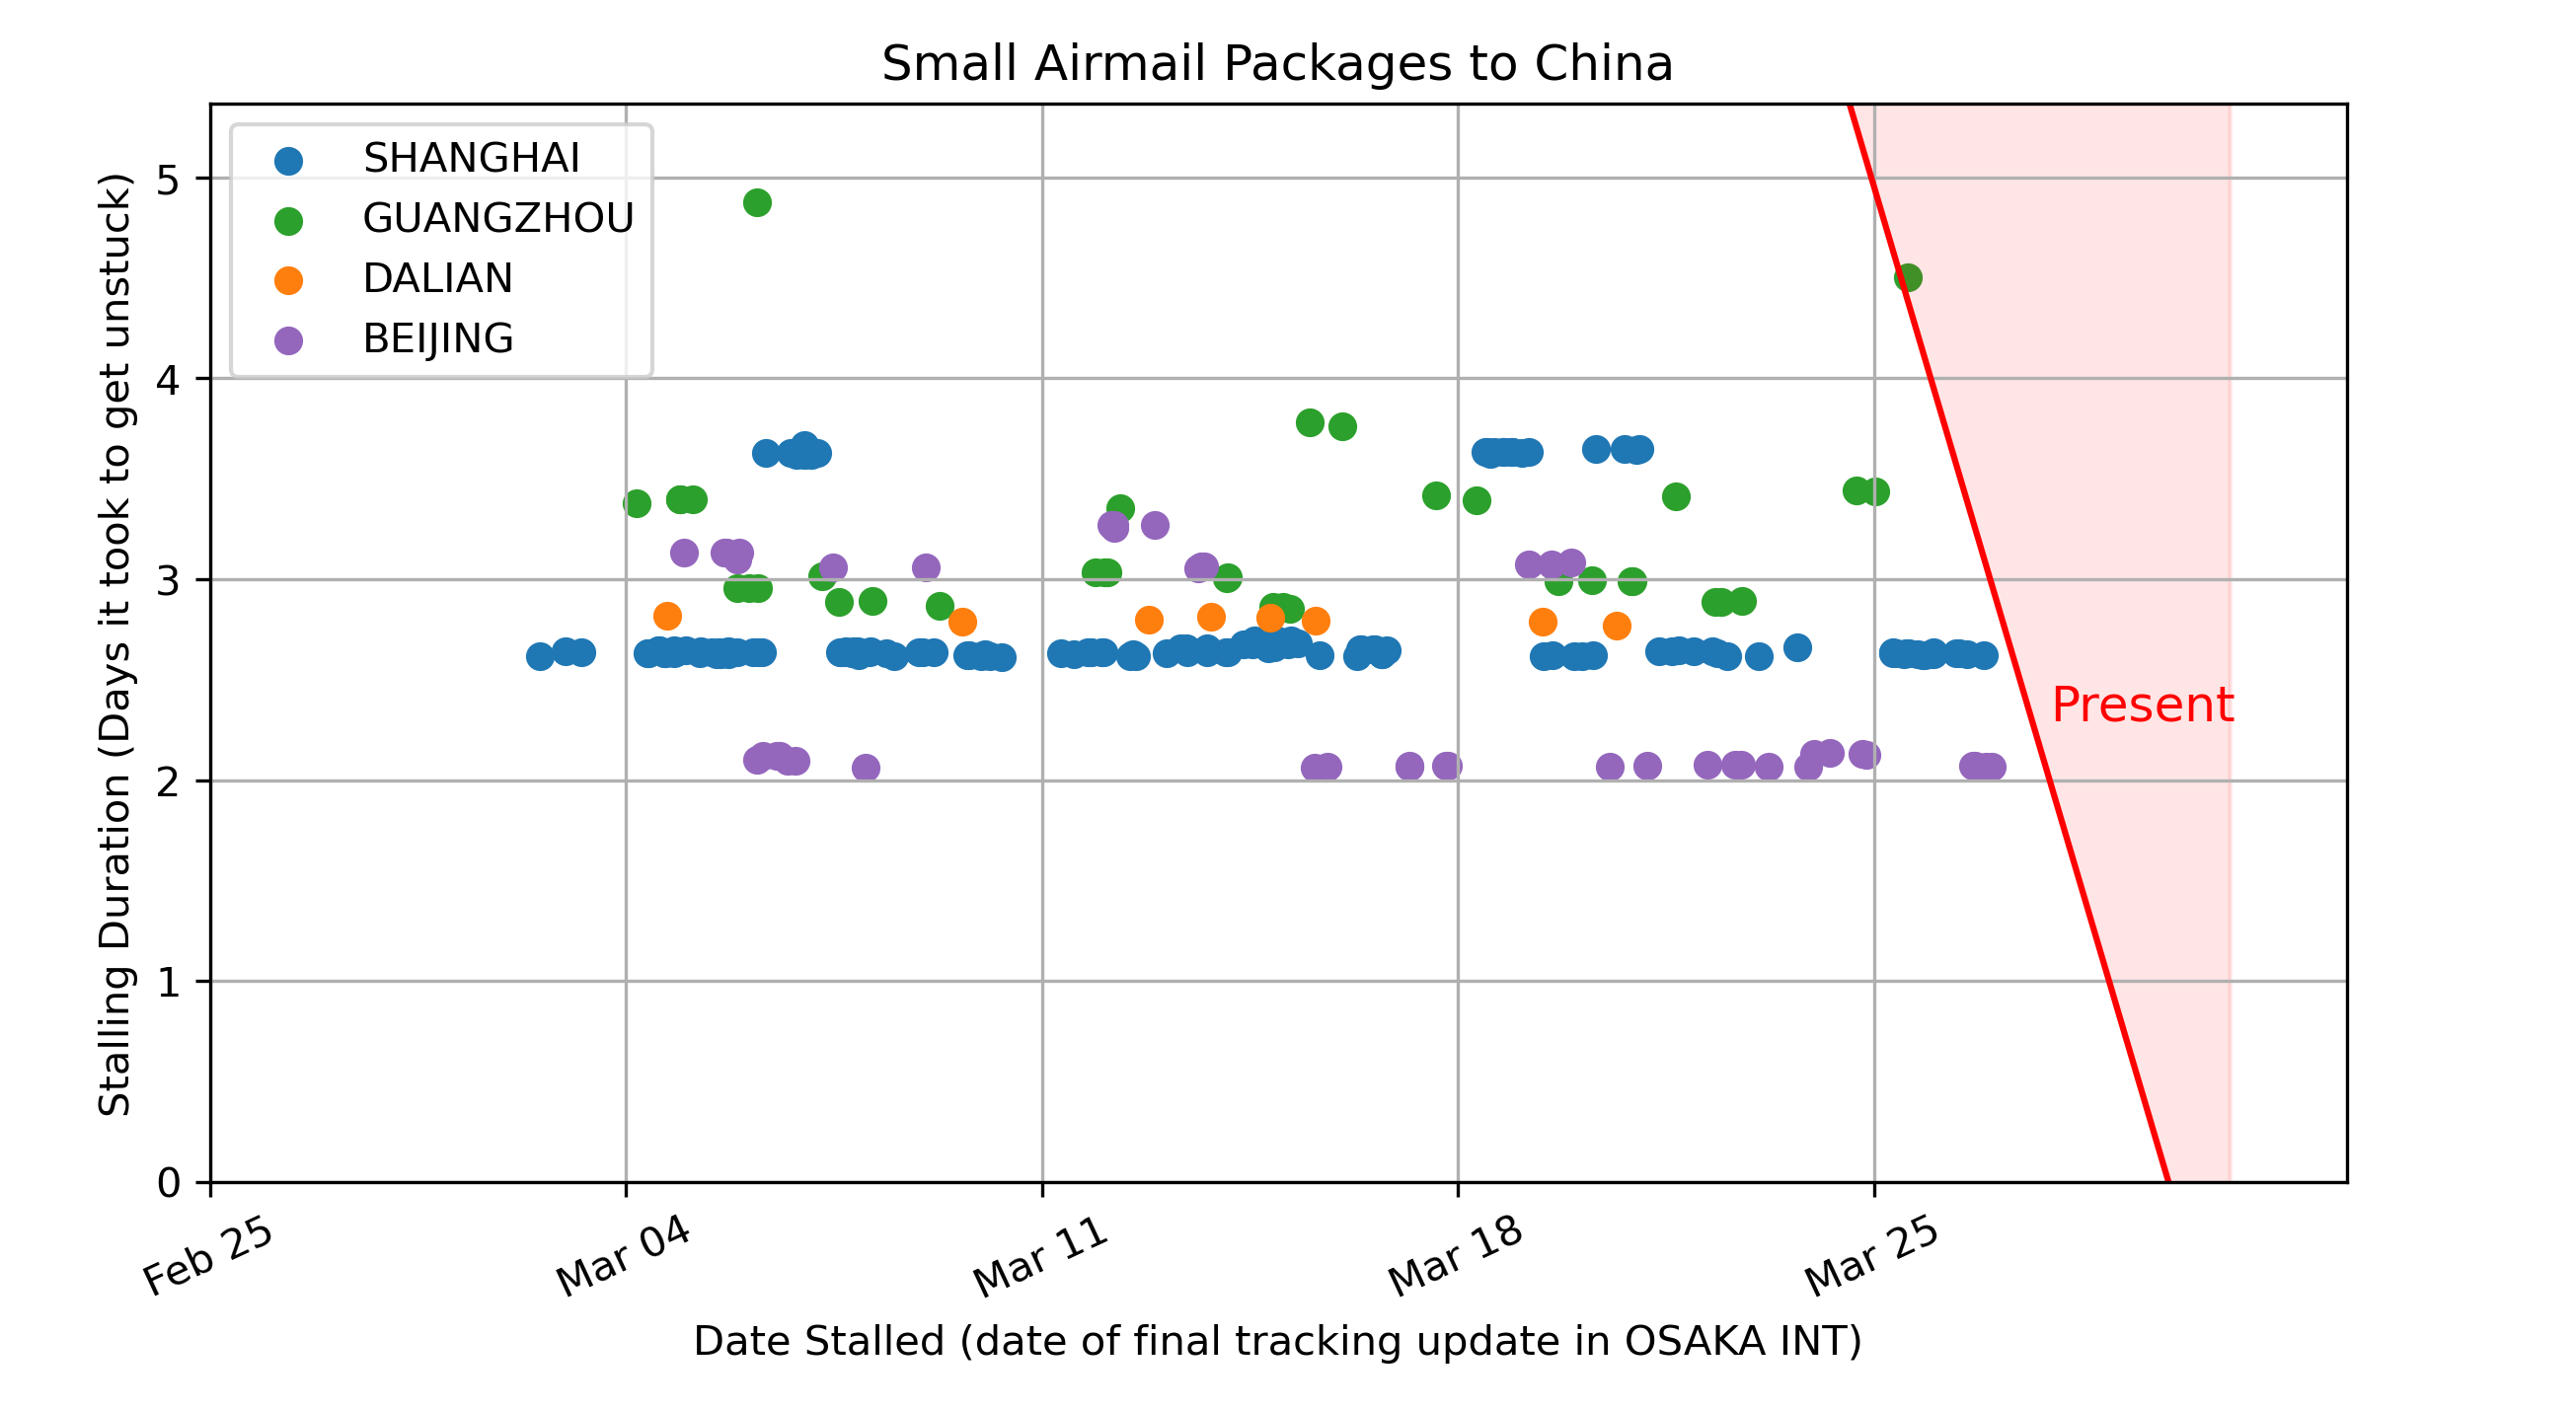 Small Airmail Packages to China
SHANGHAI
GUANGZHOU
DALIAN
BEIJING
Stalling Duration (Days it took to get unstuck)
5
4
3
2
1
0
Present
Feb 25
Mar 04
Mar 11
Mar 18
Mar 25
Date Stalled (date of final tracking update in OSAKA INT)